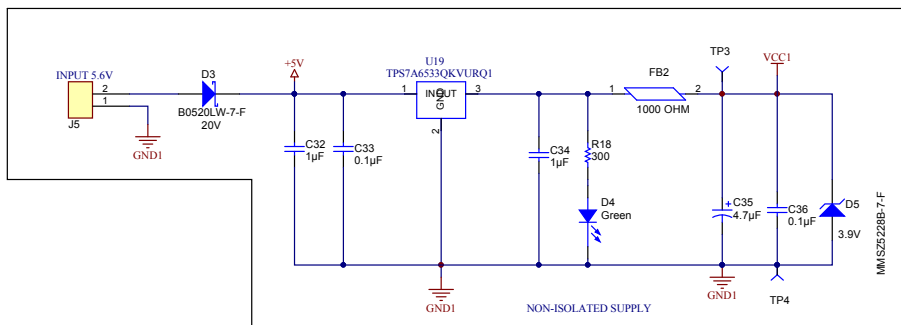 INPUT 5.6V
2
1
J5
GND1
D3
B0520LW-7-F
20V
+5V
C32
1µF
C33
0.1µF
U19
TPS7A6533QKVURQ1
1
INPUT
GND
3
2
GND1
C34
1µF
R18
300
D4
Green
FB2
1
2
1000 OHM
TP3
VCC1
C35
+
4.7µF
C36
0.1µF
D5
3.9V
MMSZ5228B-7-F
GND1
TP4
NON-ISOLATED SUPPLY